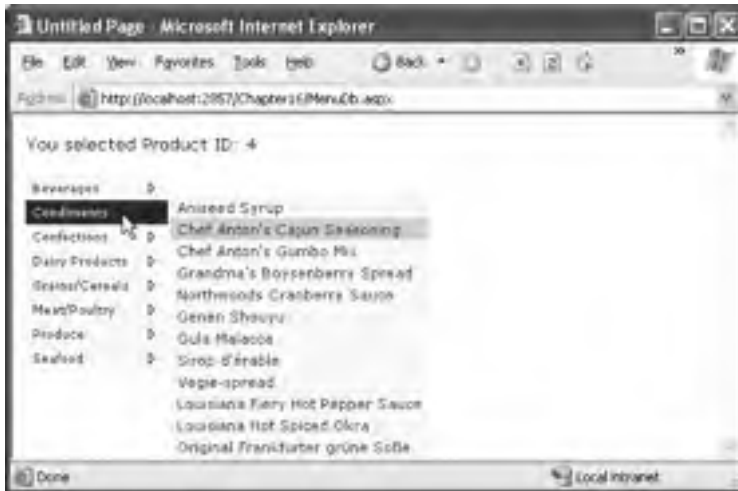 Untitled Page - Microsoft Internet Explorer
File Edit View Favorites Tools Help Back »
Address http://localhost:2857/Chapter16/MenuDb.aspx
You selected Product ID: 4
Beverages
Condiments
Confections
Dairy Products
Grains/Cereals
Meat/Poultry
Produce
Seafood
Aniseed Syrup
Chef Anton's Cajun Seasoning
Chef Anton's Gumbo Mix
Grandma's Boysenberry Spread
Northwoods Cranberry Sauce
Genen Shouyu
Gula Malacca
Sirop d'érable
Vegie-spread
Louisiana Fiery Hot Pepper Sauce
Louisiana Hot Spiced Okra
Original Frankfurter grüne Soße
Done Local intranet